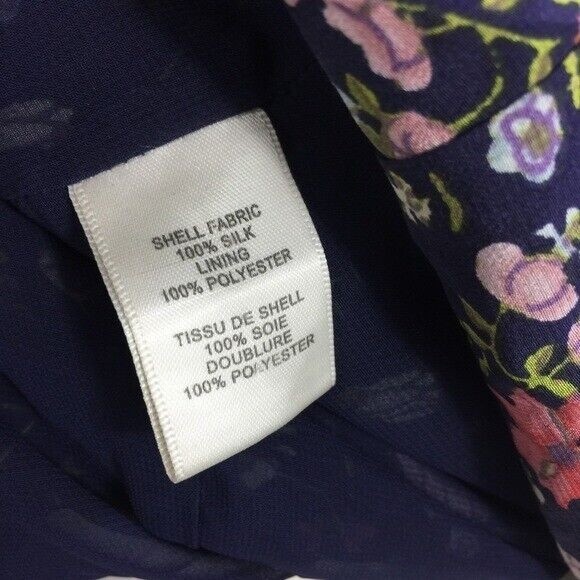 SHELL FABRIC
100% SILK
LINING
100% POLYESTER
TISSU DE SHELL
100% SOIE
DOUBLURE
100% POLYESTER